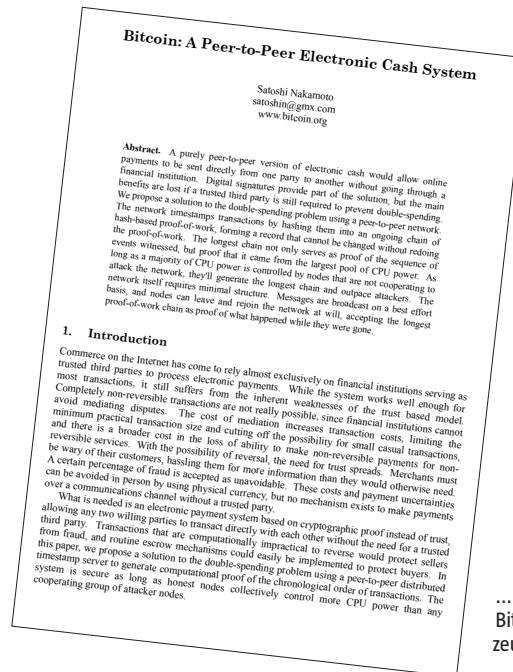 Bitcoin: A Peer-to-Peer Electronic Cash System
Satoshi Nakamoto
satoshin@gmx.com
www.bitcoin.org
Abstract. A purely peer-to-peer version of electronic cash would allow online
payments to be sent directly from one party to another without going through a
financial institution. Digital signatures provide part of the solution, but the main
benefits are lost if a trusted third party is still required to prevent double-spending.
We propose a solution to the double-spending problem using a peer-to-peer network.
The network timestamps transactions by hashing them into an ongoing chain of
hash-based proof-of-work, forming a record that cannot be changed without redoing
the proof-of-work. The longest chain not only serves as proof of the sequence of
events witnessed, but proof that it came from the largest pool of CPU power. As
long as a majority of CPU power is controlled by nodes that are not cooperating to
attack the network, they'll generate the longest chain and outpace attackers. The
network itself requires minimal structure. Messages are broadcast on a best effort
basis, and nodes can leave and rejoin the network at will, accepting the longest
proof-of-work chain as proof of what happened while they were gone.
1. Introduction
Commerce on the Internet has come to rely almost exclusively on financial institutions serving as
trusted third parties to process electronic payments. While the system works well enough for
most transactions, it still suffers from the inherent weaknesses of the trust based model.
Completely non-reversible transactions are not really possible, since financial institutions cannot
avoid mediating disputes. The cost of mediation increases transaction costs, limiting the
minimum practical transaction size and cutting off the possibility for small casual transactions,
and there is a broader cost in the loss of ability to make non-reversible payments for non-
reversible services. With the possibility of reversal, the need for trust spreads. Merchants must
be wary of their customers, hassling them for more information than they would otherwise need.
A certain percentage of fraud is accepted as unavoidable. These costs and payment uncertainties
can be avoided in person by using physical currency, but no mechanism exists to make payments
over a communications channel without a trusted party.
What is needed is an electronic payment system based on cryptographic proof instead of trust,
allowing any two willing parties to transact directly with each other without the need for a trusted
third party. Transactions that are computationally impractical to reverse would protect sellers
from fraud, and routine escrow mechanisms could easily be implemented to protect buyers. In
this paper, we propose a solution to the double-spending problem using a peer-to-peer distributed
timestamp server to generate computational proof of the chronological order of transactions. The
system is secure as long as honest nodes collectively control more CPU power than any
cooperating group of attacker nodes.
...
Bit
zeu